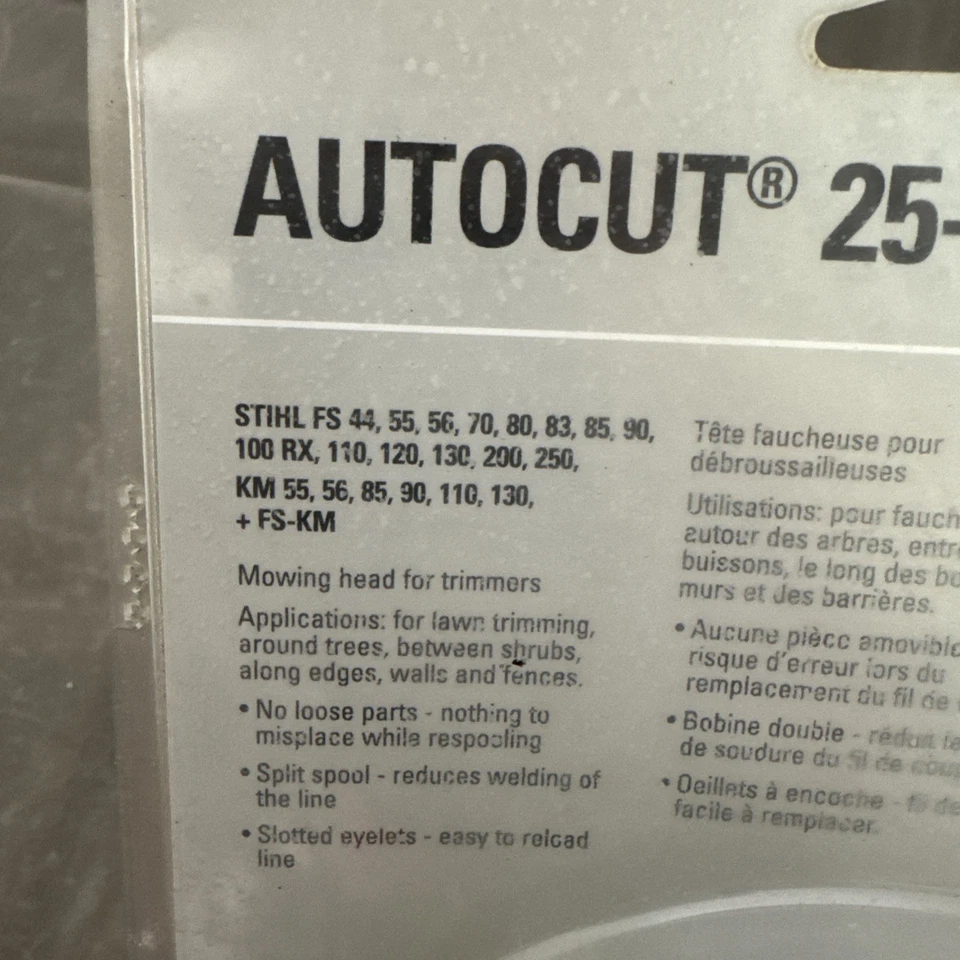 AUTOCUT® 25-
STIHL FS 44, 55, 56, 70, 80, 83, 85, 90,
100 RX, 110, 120, 130, 200, 250,
KM 55, 56, 85, 90, 110, 130,
+ FS-KM
Mowing head for trimmers
Applications: for lawn trimming,
around trees, between shrubs,
along edges, walls and fences.
• No loose parts - nothing to
misplace while respooling
• Split spool - reduces welding of
the line
• Slotted eyelets - easy to reload
line
Tête faucheuse pour
débroussailleuses
Utilisations: pour fauch
autour des arbres, entre
buissons, le long des
murs et des barrières.
• Aucune pièce amovible
risque d'erreur lors du
remplacement du fil de
• Bobine double - réduit
de soudure du fil de
• Oeillets à encoche - fil de
facile à remplacer.